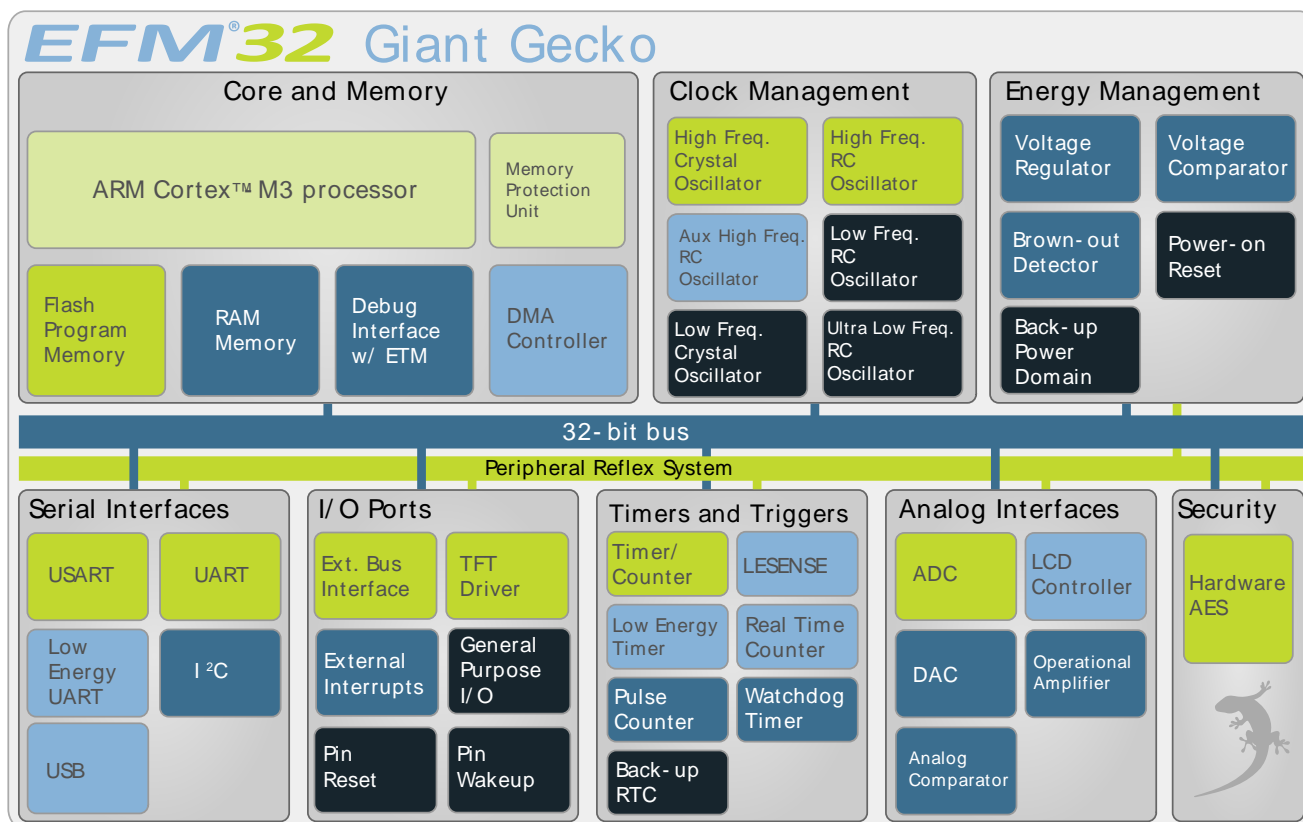 EFM®32 Giant Gecko
Core and Memory
ARM Cortex™ M3 processor
Memory
Protection
Unit
Flash
Program
Memory
RAM
Memory
Debug
Interface
w/ ETM
DMA
Controller
Clock Management
High Freq.
Crystal
Oscillator
High Freq.
RC
Oscillator
Aux High Freq.
RC
Oscillator
Low Freq.
RC
Oscillator
Low Freq.
Crystal
Oscillator
Ultra Low Freq.
RC
Oscillator
Energy Management
Voltage
Regulator
Voltage
Comparator
Brown-out
Detector
Power-on
Reset
Back-up
Power
Domain
32-bit bus
Peripheral Reflex System
Serial Interfaces
USART
UART
Low
Energy
UART
I²C
USB
I/O Ports
Ext. Bus
Interface
TFT
Driver
External
Interrupts
General
Purpose
I/O
Pin
Reset
Pin
Wakeup
Timers and Triggers
Timer/
Counter
LESENSE
Low Energy
Timer
Real Time
Counter
Pulse
Counter
Watchdog
Timer
Back-up
RTC
Analog Interfaces
ADC
LCD
Controller
DAC
Operational
Amplifier
Analog
Comparator
Security
Hardware
AES